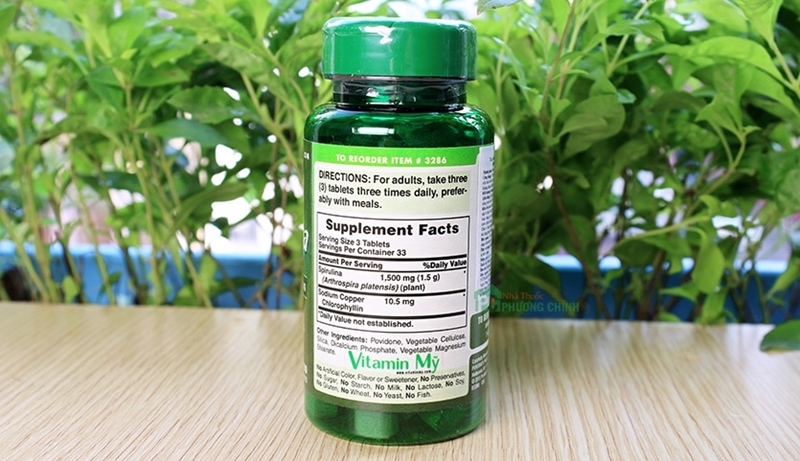 TO REORDER ITEM # 3286
DIRECTIONS: For adults, take three
(3) tablets three times daily, prefer-
ably with meals.
Supplement Facts
Serving Size 3 Tablets
Servings Per Container 33
Amount Per Serving %Daily Value
Spirulina 1,500 mg (1.5 g) *
(Arthrospira platensis) (plant)
Sodium Copper 10.5 mg *
Chlorophyllin
*Daily Value not established.
Other Ingredients: Povidone, Vegetable Cellulose,
Silica, Dicalcium Phosphate, Vegetable Magnesium
Stearate.
Vitamin Mỹ
www.vitaminmy.com
No Artificial Color, Flavor or Sweetener, No Preservatives,
No Sugar, No Starch, No Milk, No Lactose, No Soy,
No Gluten, No Wheat, No Yeast, No Fish.
Nhà Thuốc
PHƯƠNG CHÍNH